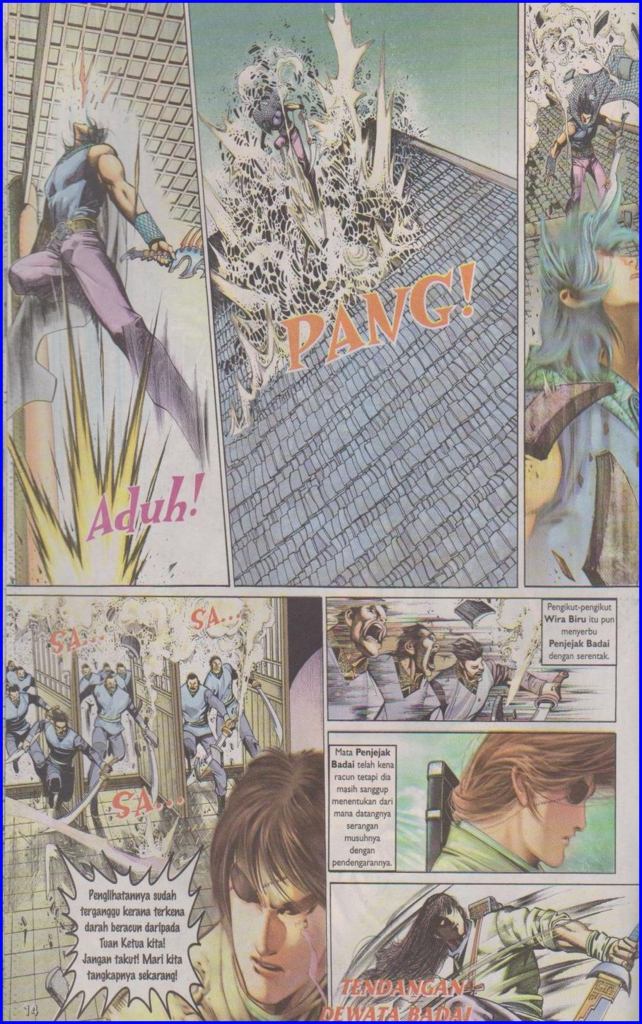 PANG!
Aduh!
SA...
SA...
SA...
Pengikut-pengikut
Wira Biru itu pun
menyerbu
Penjejak Badai
dengan serentak.
Mata Penjejak
Badai telah kena
racun tetapi dia
masih sanggup
menentukan dari
mana datangnya
serangan
musuhnya
dengan
pendengarannya.
Penglihatannya sudah
terganggu kerana terkena
darah beracun daripada
Tuan Ketua kita!
Jangan takut! Mari kita
tangkapnya sekarang!
TENDANGAN
DEWATA BADAI
14